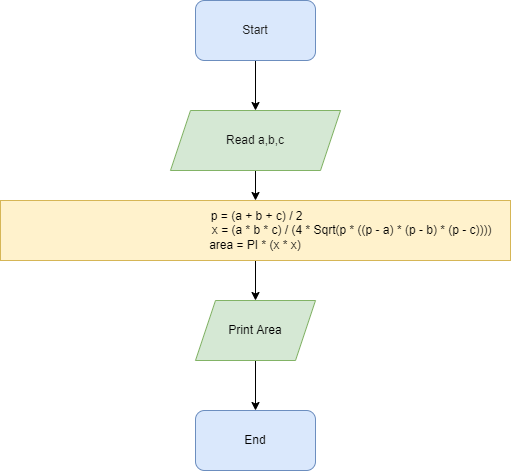 Start
Read a,b,c
p = (a + b + c) / 2
x = (a * b * c) / (4 * Sqrt(p * ((p - a) * (p - b) * (p - c))))
area = PI * (x * x)
Print Area
End